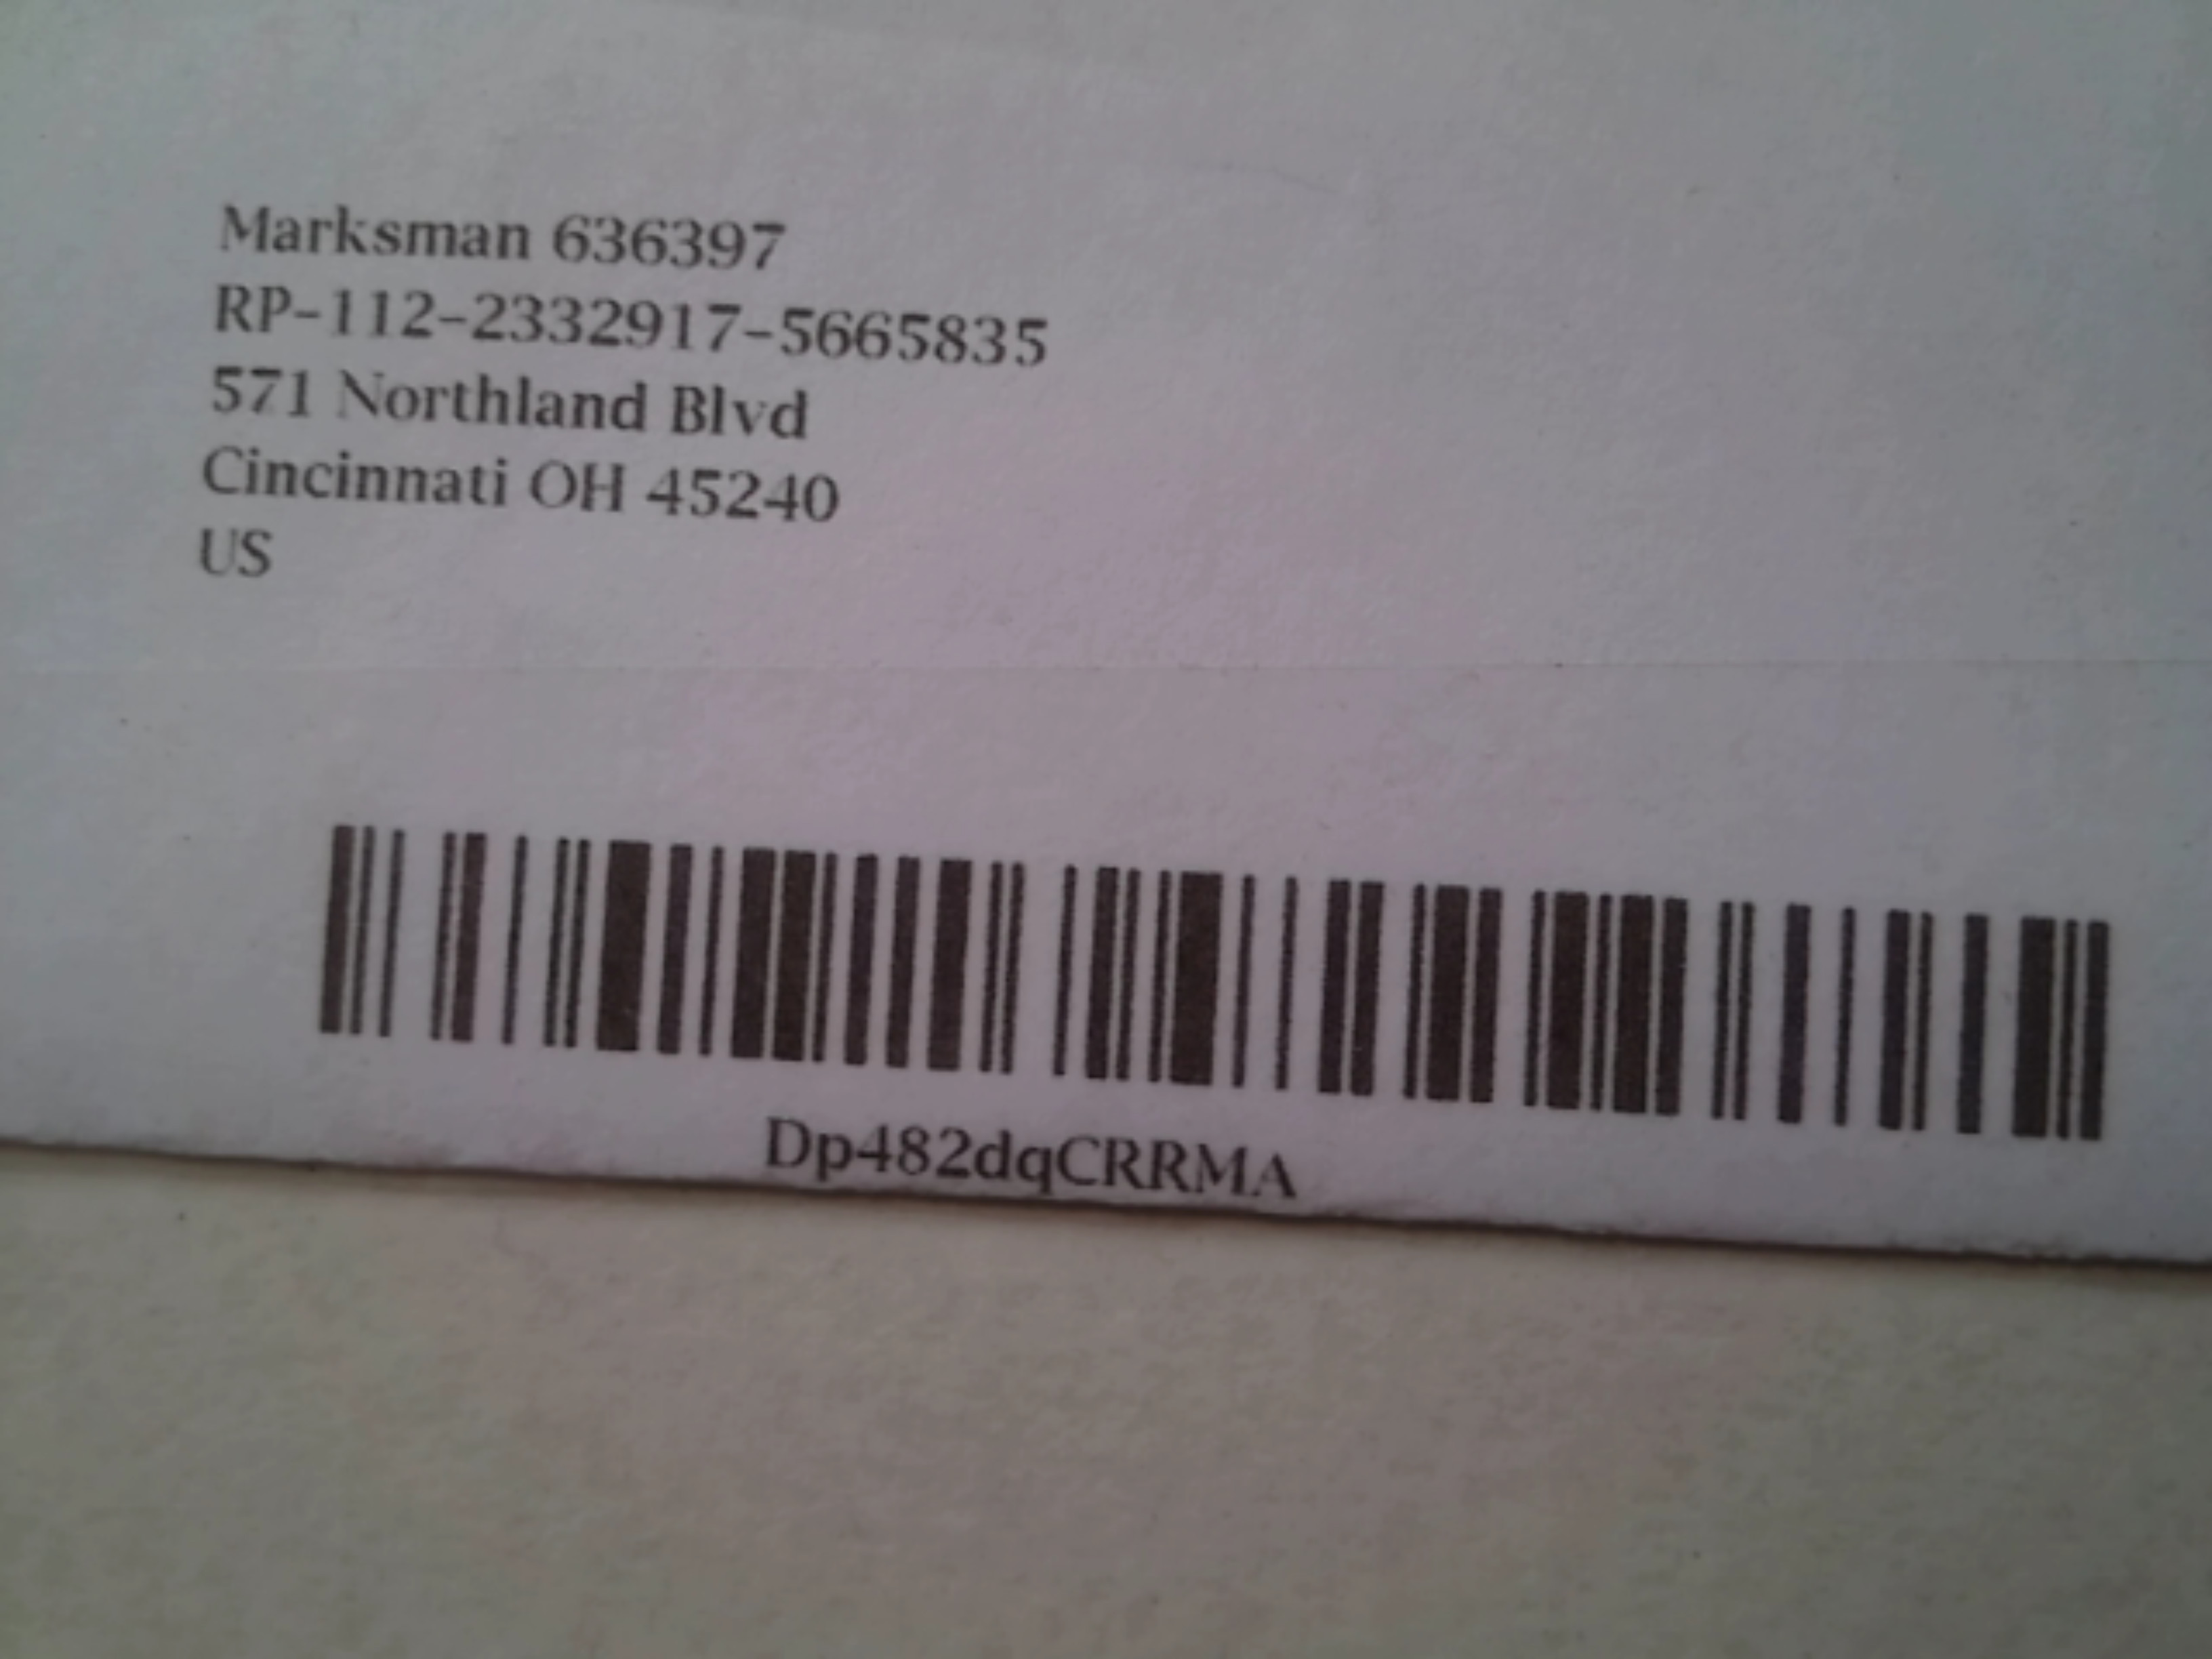 Marksman 636397
RP-112-2332917-5665835
571 Northland Blvd
Cincinnati OH 45240
US
Dp482dqCRRMA